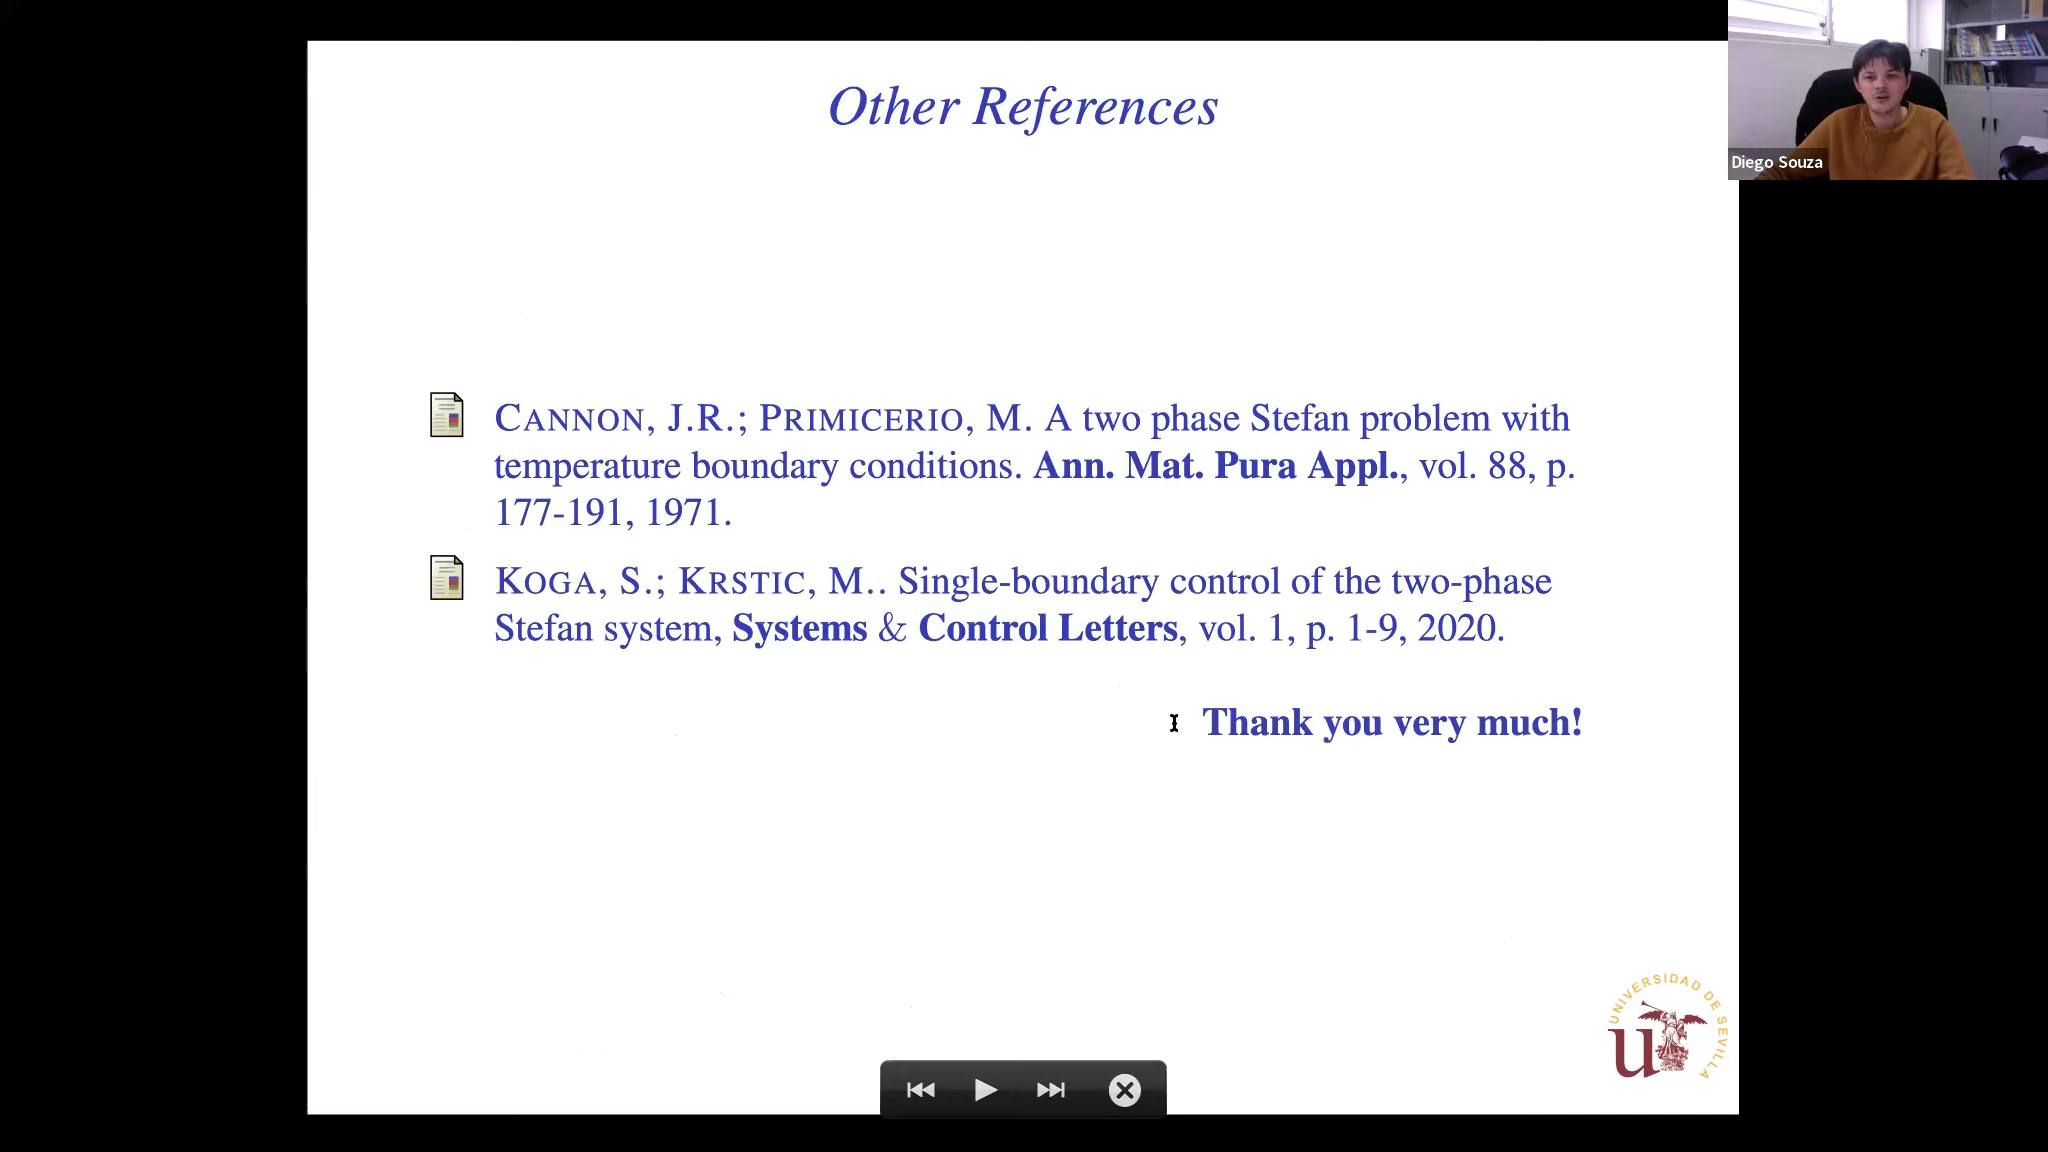 Other References
Diego Souza
CANNON, J.R.; PRIMICERIO, M. A two phase Stefan problem with
temperature boundary conditions. Ann. Mat. Pura Appl., vol. 88, p.
177-191, 1971.
KOGA, S.; KRSTIC, M.. Single-boundary control of the two-phase
Stefan system, Systems & Control Letters, vol. 1, p. 1-9, 2020.
Thank you very much!
UNIVERSIDAD DE SEVILLA
U